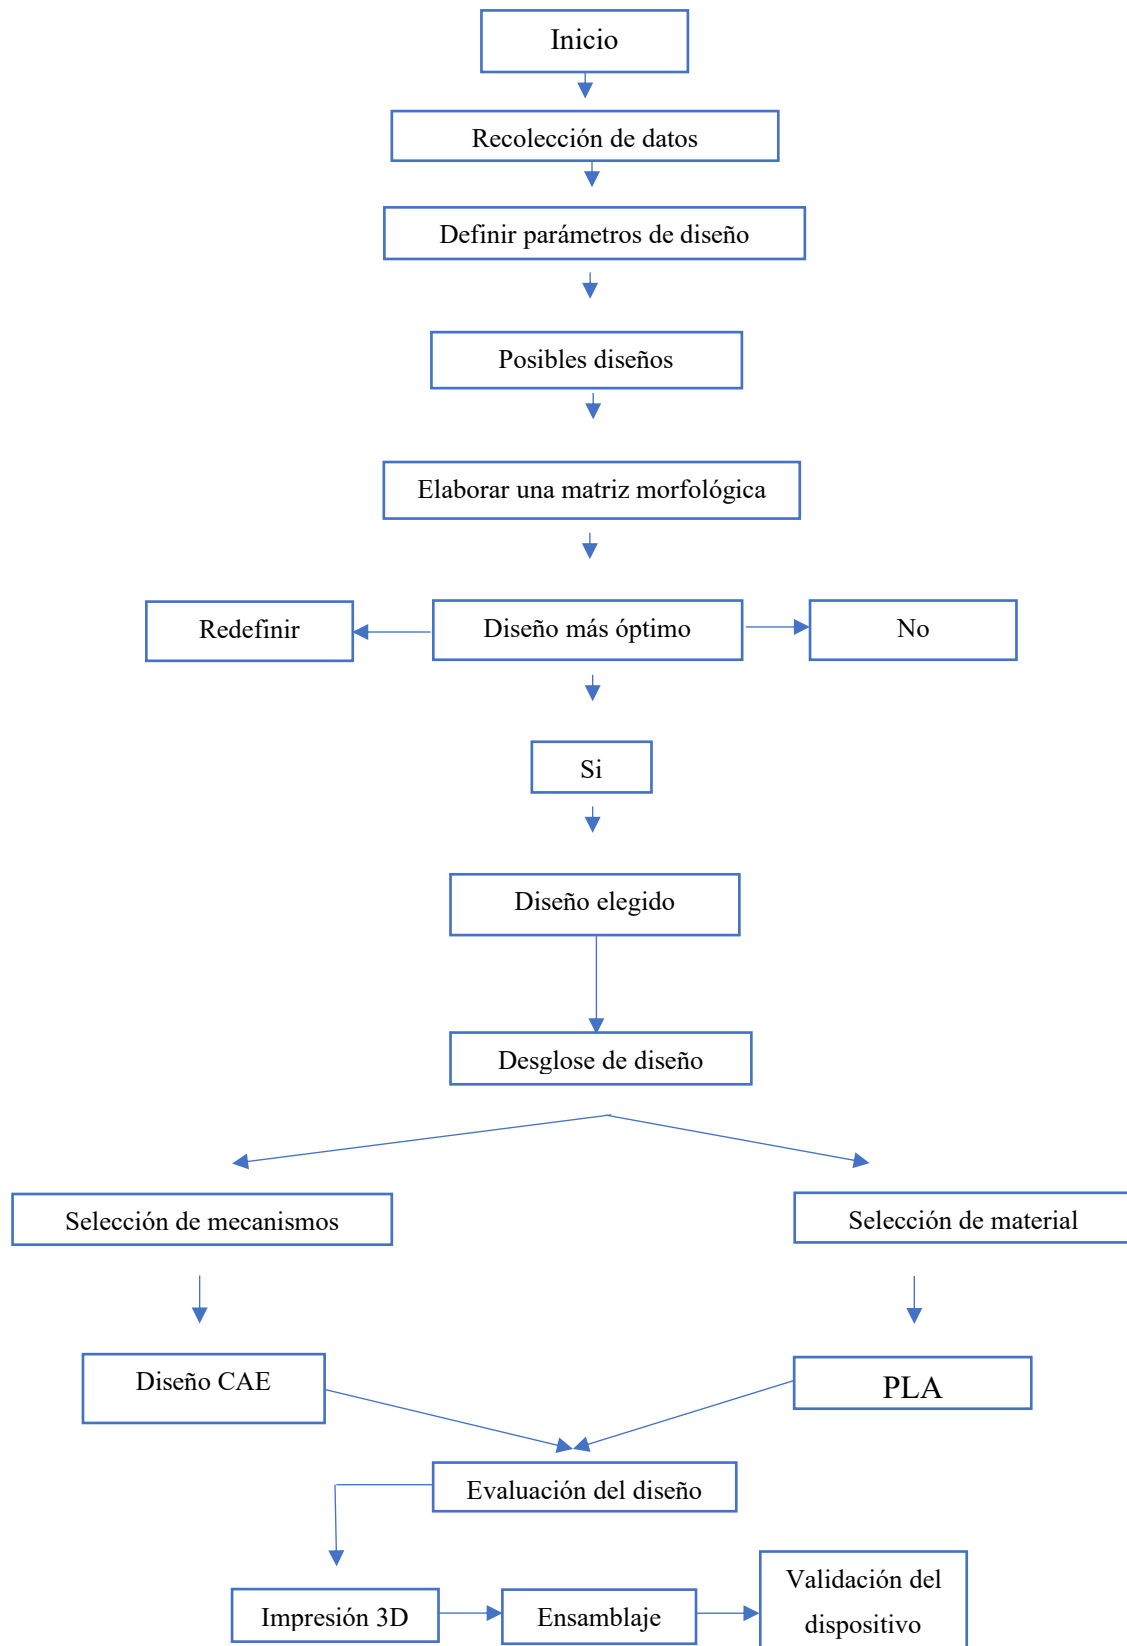 Inicio
Recolección de datos
Definir parámetros de diseño
Posibles diseños
Elaborar una matriz morfológica
Redefinir
Diseño más óptimo
No
Si
Diseño elegido
Desglose de diseño
Selección de mecanismos
Selección de material
Diseño CAE
PLA
Evaluación del diseño
Impresión 3D
Ensamblaje
Validación del
dispositivo